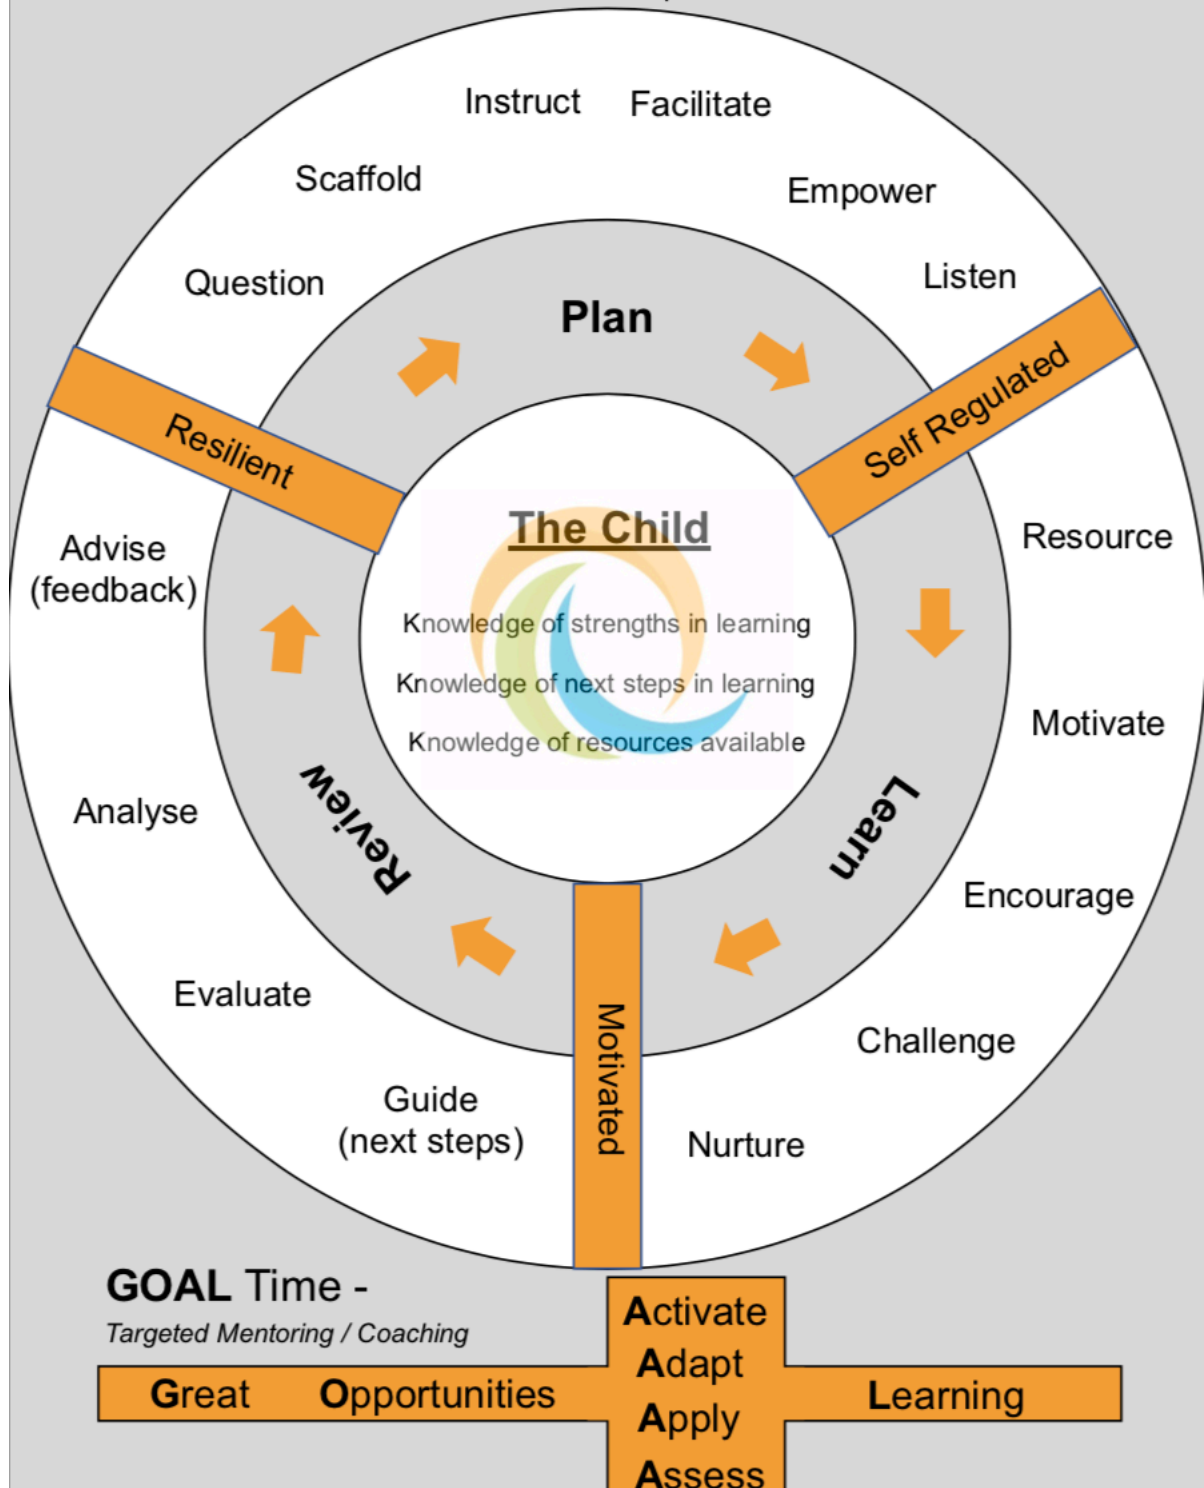 Instruct Facilitate
Scaffold
Empower
Question
Listen
Plan
Resilient
Self Regulated
The Child
Knowledge of strengths in learning
Knowledge of next steps in learning
Knowledge of resources available
Advise
(feedback)
Resource
Motivate
Analyse
Review
Learn
Encourage
Evaluate
Challenge
Motivated
Guide
(next steps)
Nurture
GOAL Time -
Targeted Mentoring / Coaching
Activate
Adapt
Great Opportunities Learning
Apply
Assess